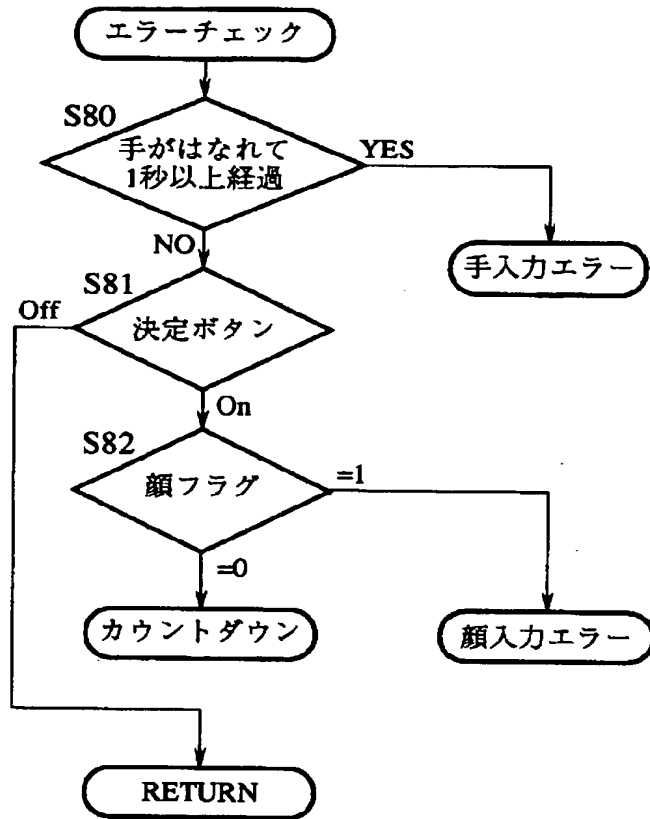 エラーチェック
S80
手がはなれて
1秒以上経過
YES
NO
手入力エラー
S81
Off
決定ボタン
On
S82
顔フラグ
=1
=0
カウントダウン
顔入力エラー
RETURN